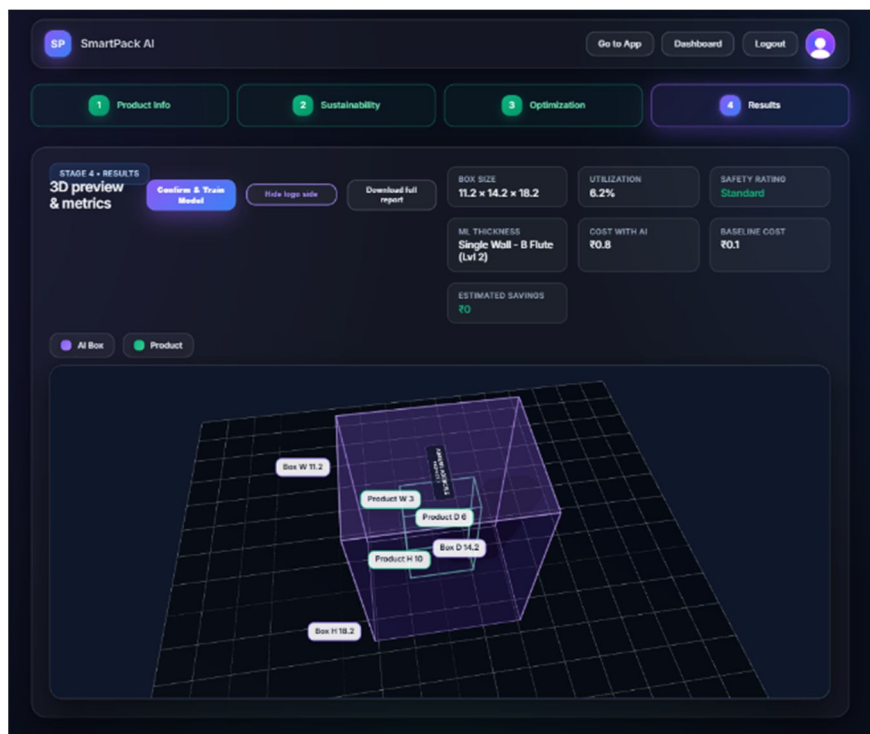 SP SmartPack AI
Go to App
Dashboard
Logout
1 Product Info
2 Sustainability
3 Optimization
4 Results
STAGE 4 • RESULTS
3D preview
& metrics
Confirm & Train
Model
Hide logo side
Download full
report
BOX SIZE
11.2 × 14.2 × 18.2
UTILIZATION
6.2%
SAFETY RATING
Standard
ML THICKNESS
Single Wall - B Flute
(Lvl 2)
COST WITH AI
₹0.8
BASELINE COST
₹0.1
ESTIMATED SAVINGS
₹0
AI Box
Product
Box W 11.2
Product W 3
Product D 6
Box D 14.2
Product H 10
Box H 18.2